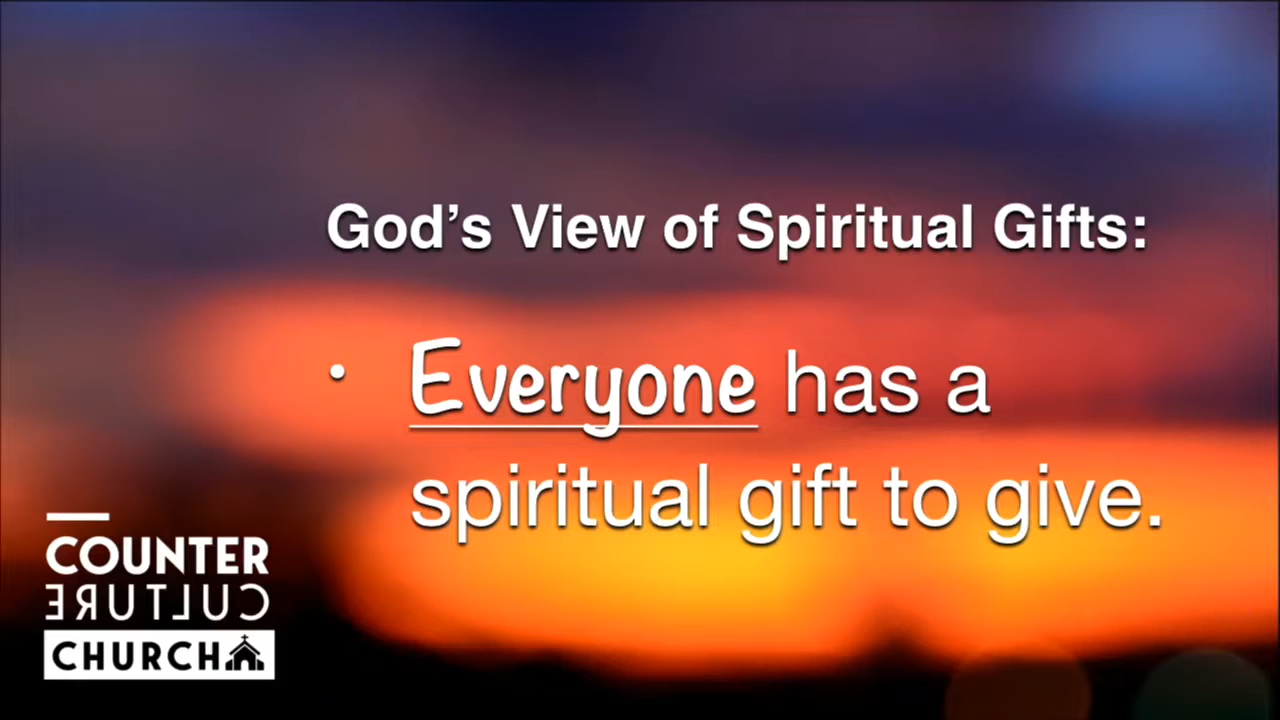 God’s View of Spiritual Gifts:
• Everyone has a
spiritual gift to give.
COUNTER
CULTURE
CHURCH